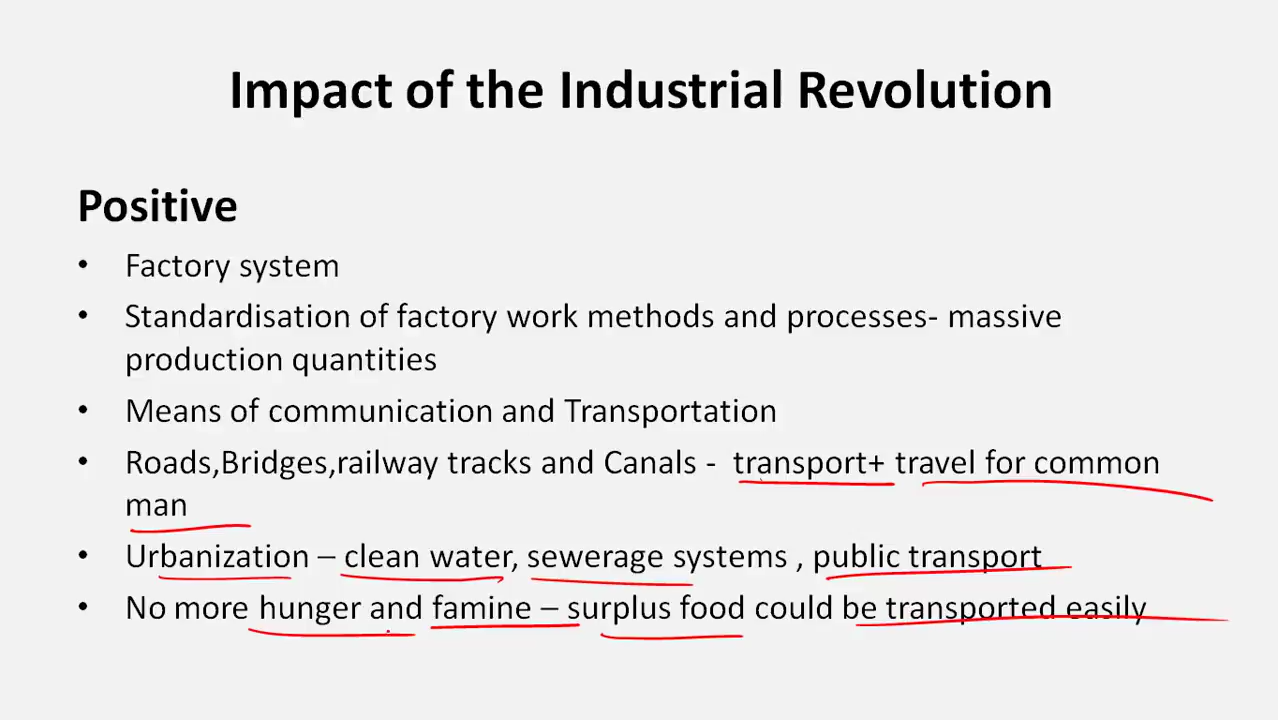 Impact of the Industrial Revolution
Positive
• Factory system
• Standardisation of factory work methods and processes- massive
production quantities
• Means of communication and Transportation
• Roads,Bridges,railway tracks and Canals - transport+ travel for common
man
• Urbanization – clean water, sewerage systems , public transport
• No more hunger and famine – surplus food could be transported easily